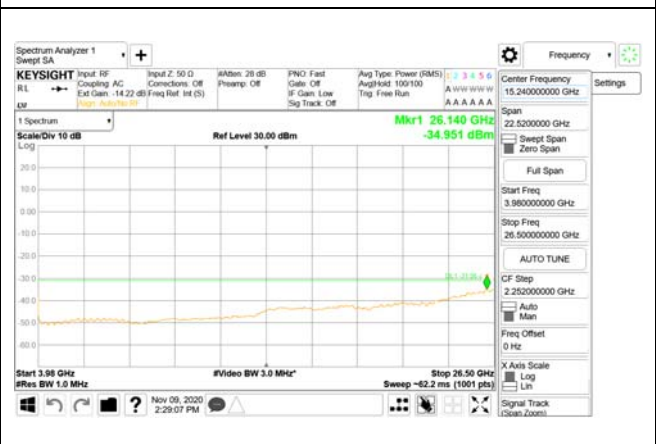 Spectrum Analyzer 1
Swept SA
+
Frequency
KEYSIGHT
RL
Input: RF
Coupling: AC
Ext Gain: -14.22 dB
Align: Auto/No RF
Input Z: 50 Ω
Corrections: Off
Freq Ref: Int (S)
#Atten: 28 dB
Preamp: Off
PNO: Fast
Gate: Off
IF Gain: Low
Sig Track: Off
Avg Type: Power (RMS)
Avg|Hold: 100/100
Trig: Free Run
1 2 3 4 5 6
A W W W W W
A A A A A A
1 Spectrum
Scale/Div 10 dB
Log
Ref Level 30.00 dBm
Mkr1 26.140 GHz
-34.951 dBm
20.0
10.0
0.00
-10.0
-20.0
-30.0
-40.0
-50.0
-60.0
Start 3.98 GHz
#Res BW 1.0 MHz
#Video BW 3.0 MHz*
Stop 26.50 GHz
Sweep ~62.2 ms (1001 pts)
Nov 09, 2020
2:29:07 PM
?
Center Frequency
15.240000000 GHz
Settings
Span
22.5200000 GHz
Swept Span
Zero Span
Full Span
Start Freq
3.980000000 GHz
Stop Freq
26.500000000 GHz
AUTO TUNE
CF Step
2.252000000 GHz
Auto
Man
Freq Offset
0 Hz
X Axis Scale
Log
Lin
Signal Track
(Span Zoom)